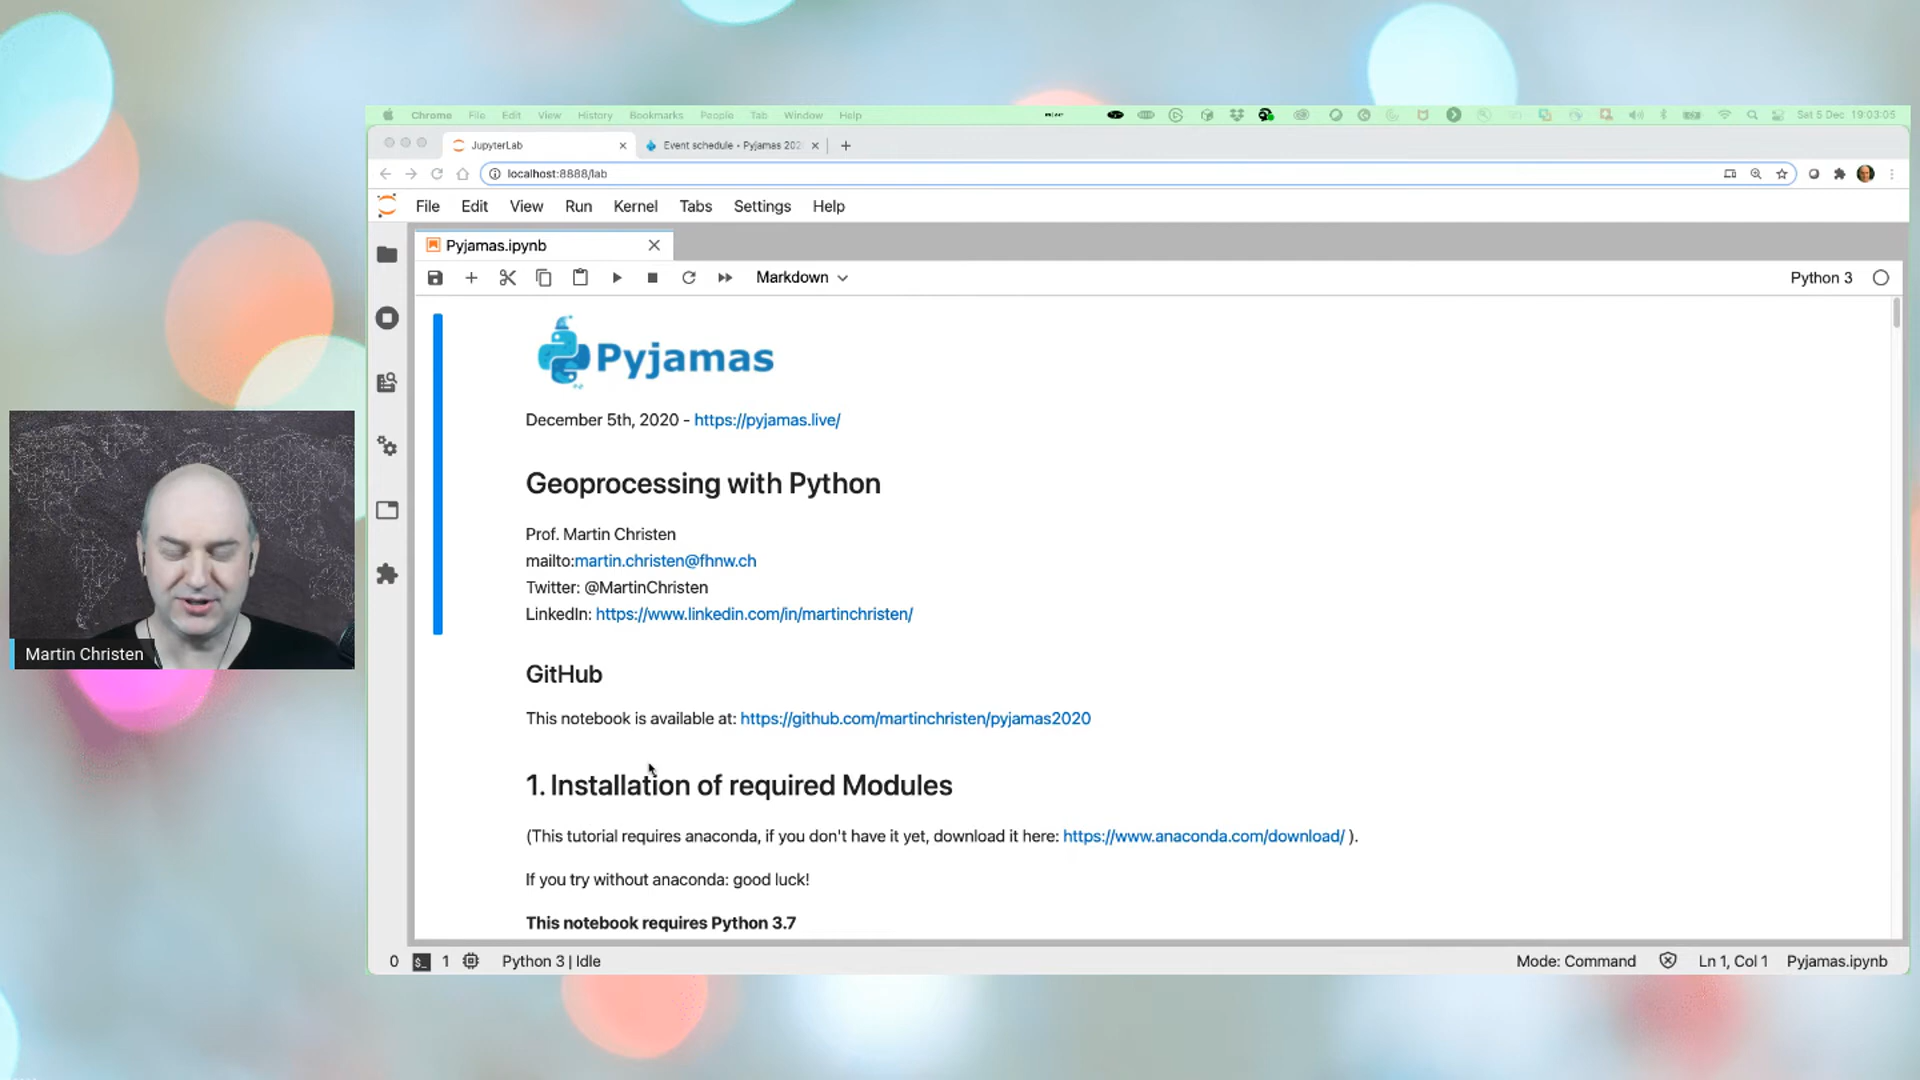 Chrome File Edit View History Bookmarks People Tab Window Help Sat 5 Dec 19:03:05
JupyterLab Event schedule • Pyjamas 202
localhost:8888/lab
File Edit View Run Kernel Tabs Settings Help
Pyjamas.ipynb
Markdown Python 3
Pyjamas
December 5th, 2020 - https://pyjamas.live/
Geoprocessing with Python
Prof. Martin Christen
mailto:martin.christen@fhnw.ch
Twitter: @MartinChristen
LinkedIn: https://www.linkedin.com/in/martinchristen/
Martin Christen
GitHub
This notebook is available at: https://github.com/martinchristen/pyjamas2020
1. Installation of required Modules
(This tutorial requires anaconda, if you don't have it yet, download it here: https://www.anaconda.com/download/ ).
If you try without anaconda: good luck!
This notebook requires Python 3.7
0 $_ 1 Python 3 | Idle Mode: Command Ln 1, Col 1 Pyjamas.ipynb